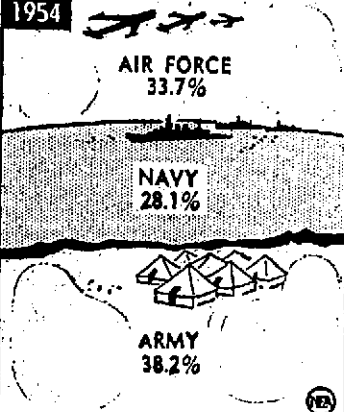 1954
AIR FORCE
33.7%
NAVY
28.1%
ARMY
38.2%
NEA